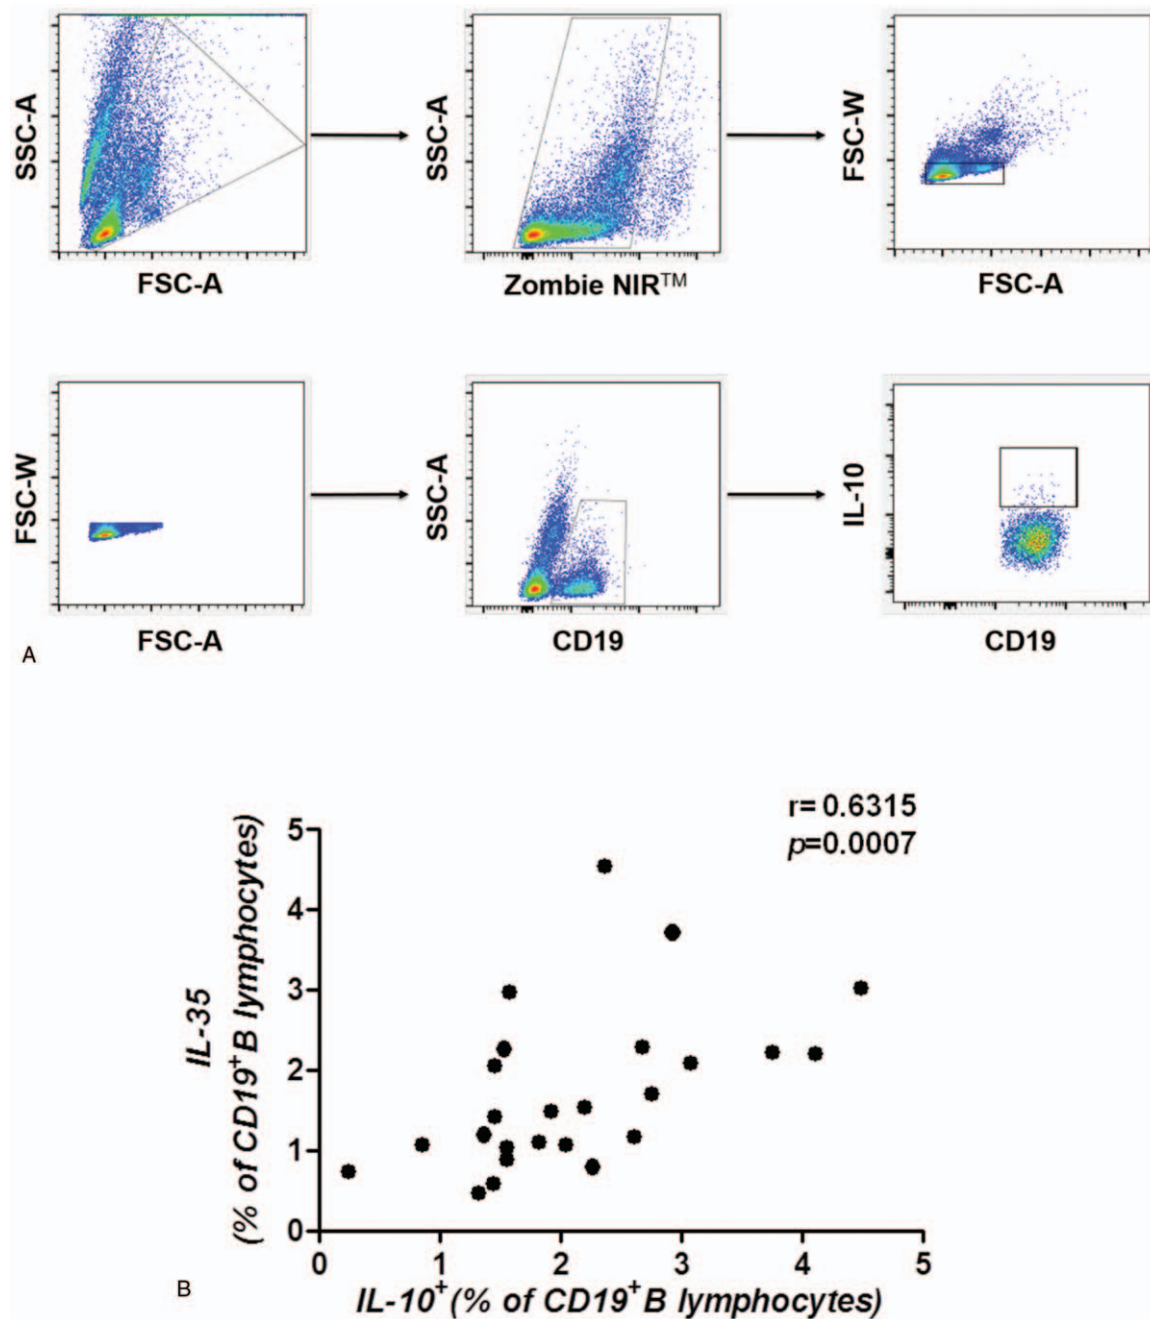 SSC-A
FSC-A
SSC-A
Zombie NIR™
FSC-W
FSC-A
FSC-W
FSC-A
SSC-A
CD19
IL-10
CD19
A
r= 0.6315
p=0.0007
IL-35
(% of CD19⁺B lymphocytes)
5
4
3
2
1
0
0 1 2 3 4 5
IL-10⁺(% of CD19⁺B lymphocytes)
B